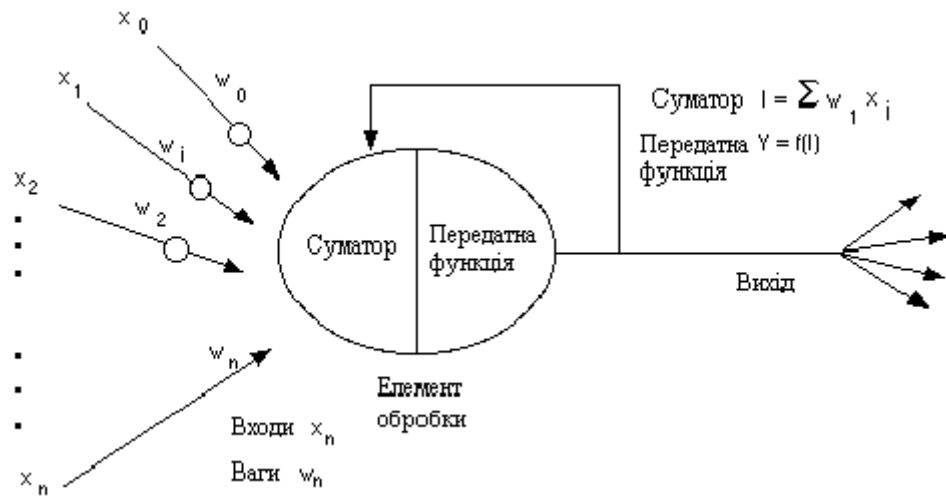 x0
w0
x1
wi
x2
w2
Суматор I = Σ w1 xi
Передатна Y = f(I)
функція
Суматор
Передатна
функція
Вихід
wn
Елемент
обробки
Входи xn
Ваги wn
xn